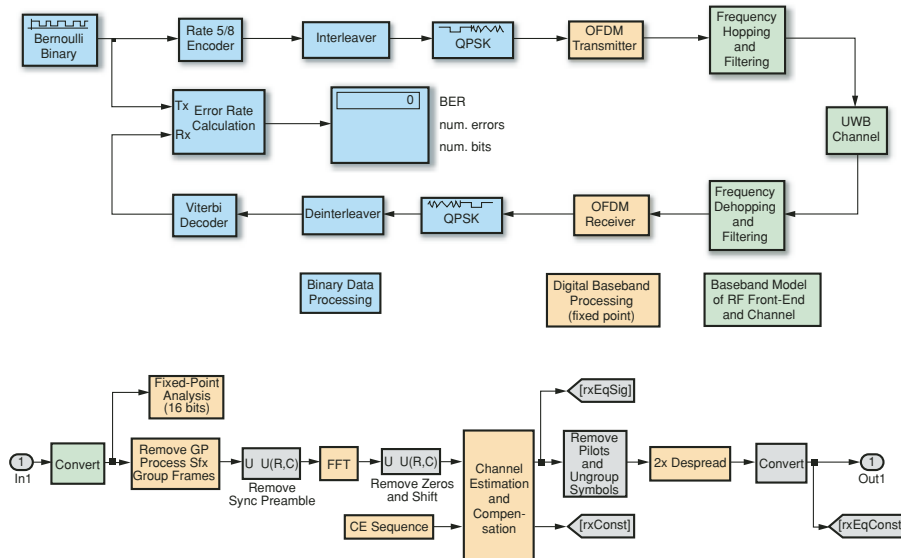 Bernoulli
Binary
Rate 5/8
Encoder
Interleaver
QPSK
OFDM
Transmitter
Frequency
Hopping
and
Filtering
Tx
Rx
Error Rate
Calculation
0
BER
num. errors
num. bits
UWB
Channel
Viterbi
Decoder
Deinterleaver
QPSK
OFDM
Receiver
Frequency
Dehopping
and
Filtering
Binary Data
Processing
Digital Baseband
Processing
(fixed point)
Baseband Model
of RF Front-End
and Channel
Fixed-Point
Analysis
(16 bits)
[rxEqSig]
1
In1
Convert
Remove GP
Process Sfx
Group Frames
U U(R,C)
Remove
Sync Preamble
FFT
U U(R,C)
Remove Zeros
and Shift
CE Sequence
Channel
Estimation
and
Compen-
sation
Remove
Pilots
and
Ungroup
Symbols
2x Despread
Convert
1
Out1
[rxConst]
[rxEqConst]